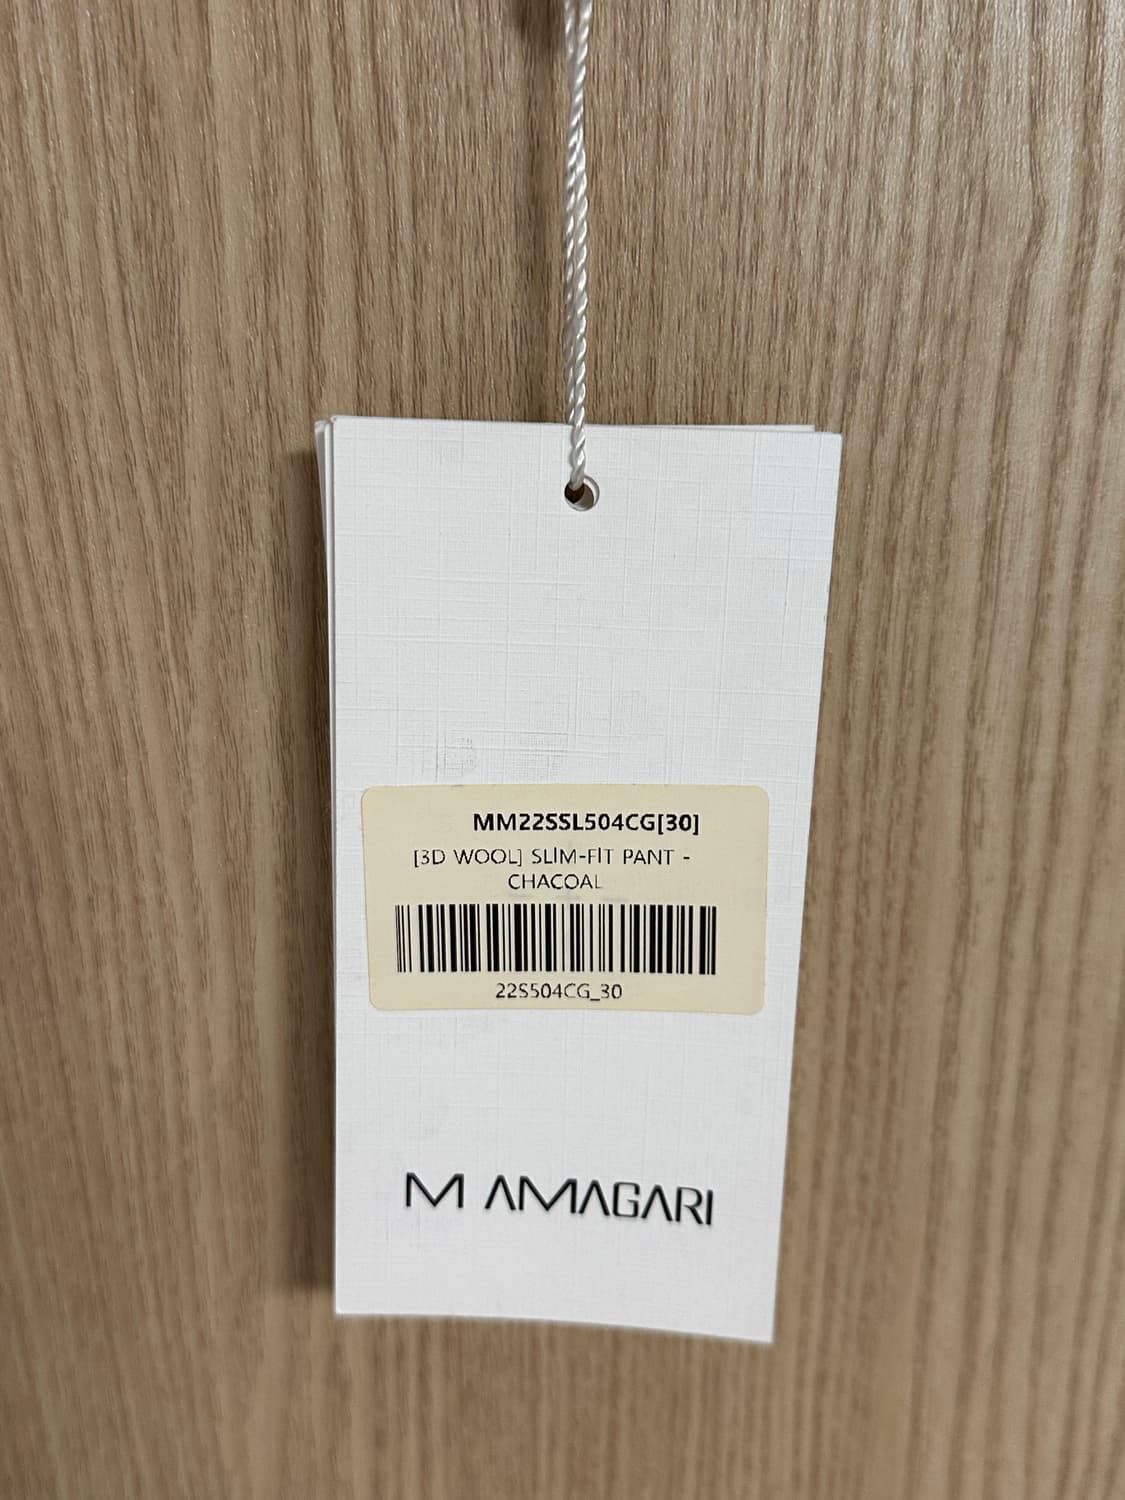 MM22SSL504CG[30]
[3D WOOL] SLIM-FIT PANT -
CHACOAL
22S504CG_30
M AMAGARI